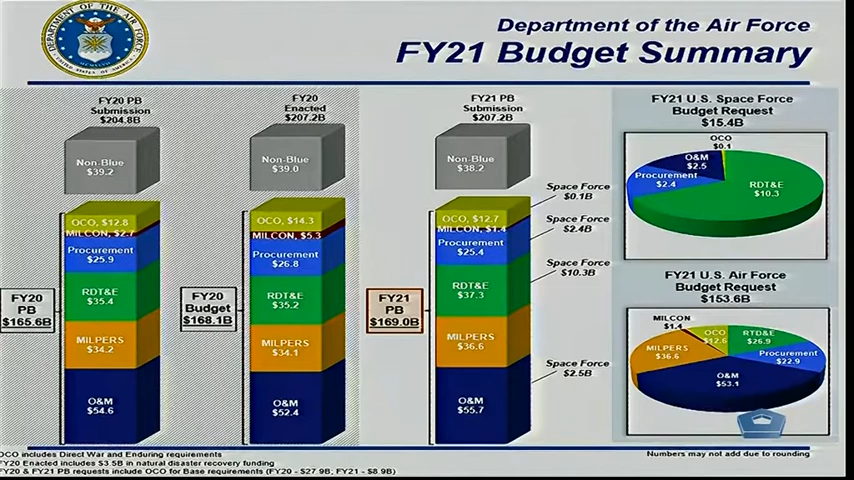 DEPARTMENT OF THE AIR FORCE
UNITED STATES OF AMERICA
Department of the Air Force
FY21 Budget Summary
FY20 PB
Submission
$204.8B
Non-Blue
$39.2
OCO, $12.8
MILCON, $2.7
Procurement
$25.9
RDT&E
$35.4
MILPERS
$34.2
O&M
$54.6
FY20
PB
$165.6B
FY20
Enacted
$207.2B
Non-Blue
$39.0
OCO, $14.3
MILCON, $5.3
Procurement
$26.8
RDT&E
$35.2
MILPERS
$34.1
O&M
$52.4
FY20
Budget
$168.1B
FY21 PB
Submission
$207.2B
Non-Blue
$38.2
OCO, $12.7
MILCON, $1.4
Procurement
$25.4
RDT&E
$37.3
MILPERS
$36.6
O&M
$55.7
FY21
PB
$169.0B
Space Force
$0.1B
Space Force
$2.4B
Space Force
$10.3B
Space Force
$2.5B
FY21 U.S. Space Force
Budget Request
$15.4B
OCO
$0.1
O&M
$2.5
Procurement
$2.4
RDT&E
$10.3
FY21 U.S. Air Force
Budget Request
$153.6B
MILCON
$1.4
OCO
$12.6
RTD&E
$26.9
MILPERS
$36.6
Procurement
$22.9
O&M
$53.1
OCO includes Direct War and Enduring requirements
FY20 Enacted includes $3.5B in natural disaster recovery funding
FY20 & FY21 PB requests include OCO for Base requirements (FY20 - $27.9B; FY21 - $8.9B)
Numbers may not add due to rounding